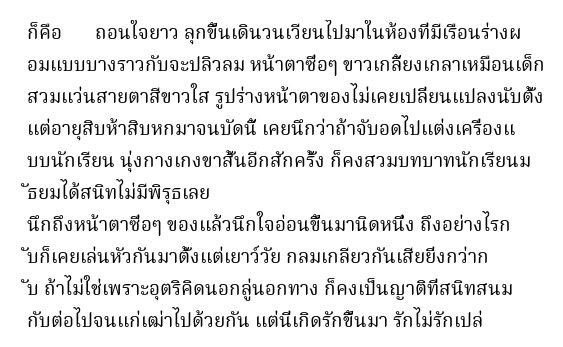 ก็คือ ถอนใจยาว ลุกขึ้นเดินวนเวียนไปมาในห้องที่มีเรือนร่างผ
อมแบบบางราวกับจะปลิวลม หน้าตาซื่อๆ ขาวเกลี้ยงเกลาเหมือนเด็ก
สวมแว่นสายตาสีขาวใส รูปร่างหน้าตาของไม่เคยเปลี่ยนแปลงนับตั้ง
แต่อายุสิบห้าสิบหกมาจนบัดนี้ เคยนึกว่าถ้าจับอดไปแต่งเครื่องแ
บบนักเรียน นุ่งกางเกงขาสั้นอีกสักครั้ง ก็คงสวมบทบาทนักเรียนม
ัธยมได้สนิทไม่มีพิรุธเลย
นึกถึงหน้าตาซื่อๆ ของแล้วนึกใจอ่อนขึ้นมานิดหนึ่ง ถึงอย่างไรก
ับก็เคยเล่นหัวกันมาตั้งแต่เยาว์วัย กลมเกลียวกันเสียยิ่งกว่าก
ับ ถ้าไม่ใช่เพราะอุตริคิดนอกลู่นอกทาง ก็คงเป็นญาติที่สนิทสนม
กับต่อไปจนแก่เฒ่าไปด้วยกัน แต่นี่เกิดรักขึ้นมา รักไม่รักเปล่